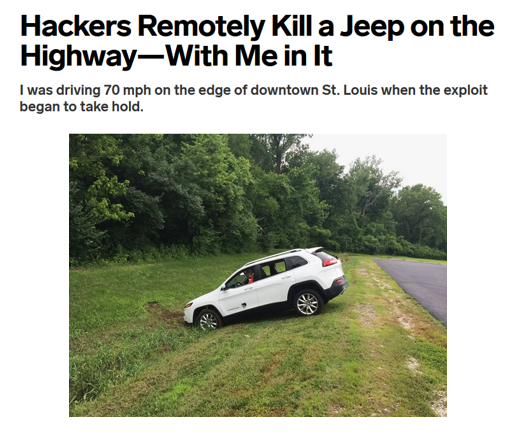 Hackers Remotely Kill a Jeep on the
Highway—With Me in It
I was driving 70 mph on the edge of downtown St. Louis when the exploit
began to take hold.